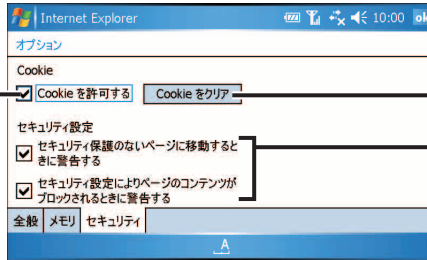 Internet Explorer 10:00 ok
オプション
Cookie
Cookie を許可する Cookie をクリア
セキュリティ設定
セキュリティ保護のないページに移動すると
きに警告する
セキュリティ設定によりページのコンテンツが
ブロックされるときに警告する
全般 メモリ セキュリティ
A